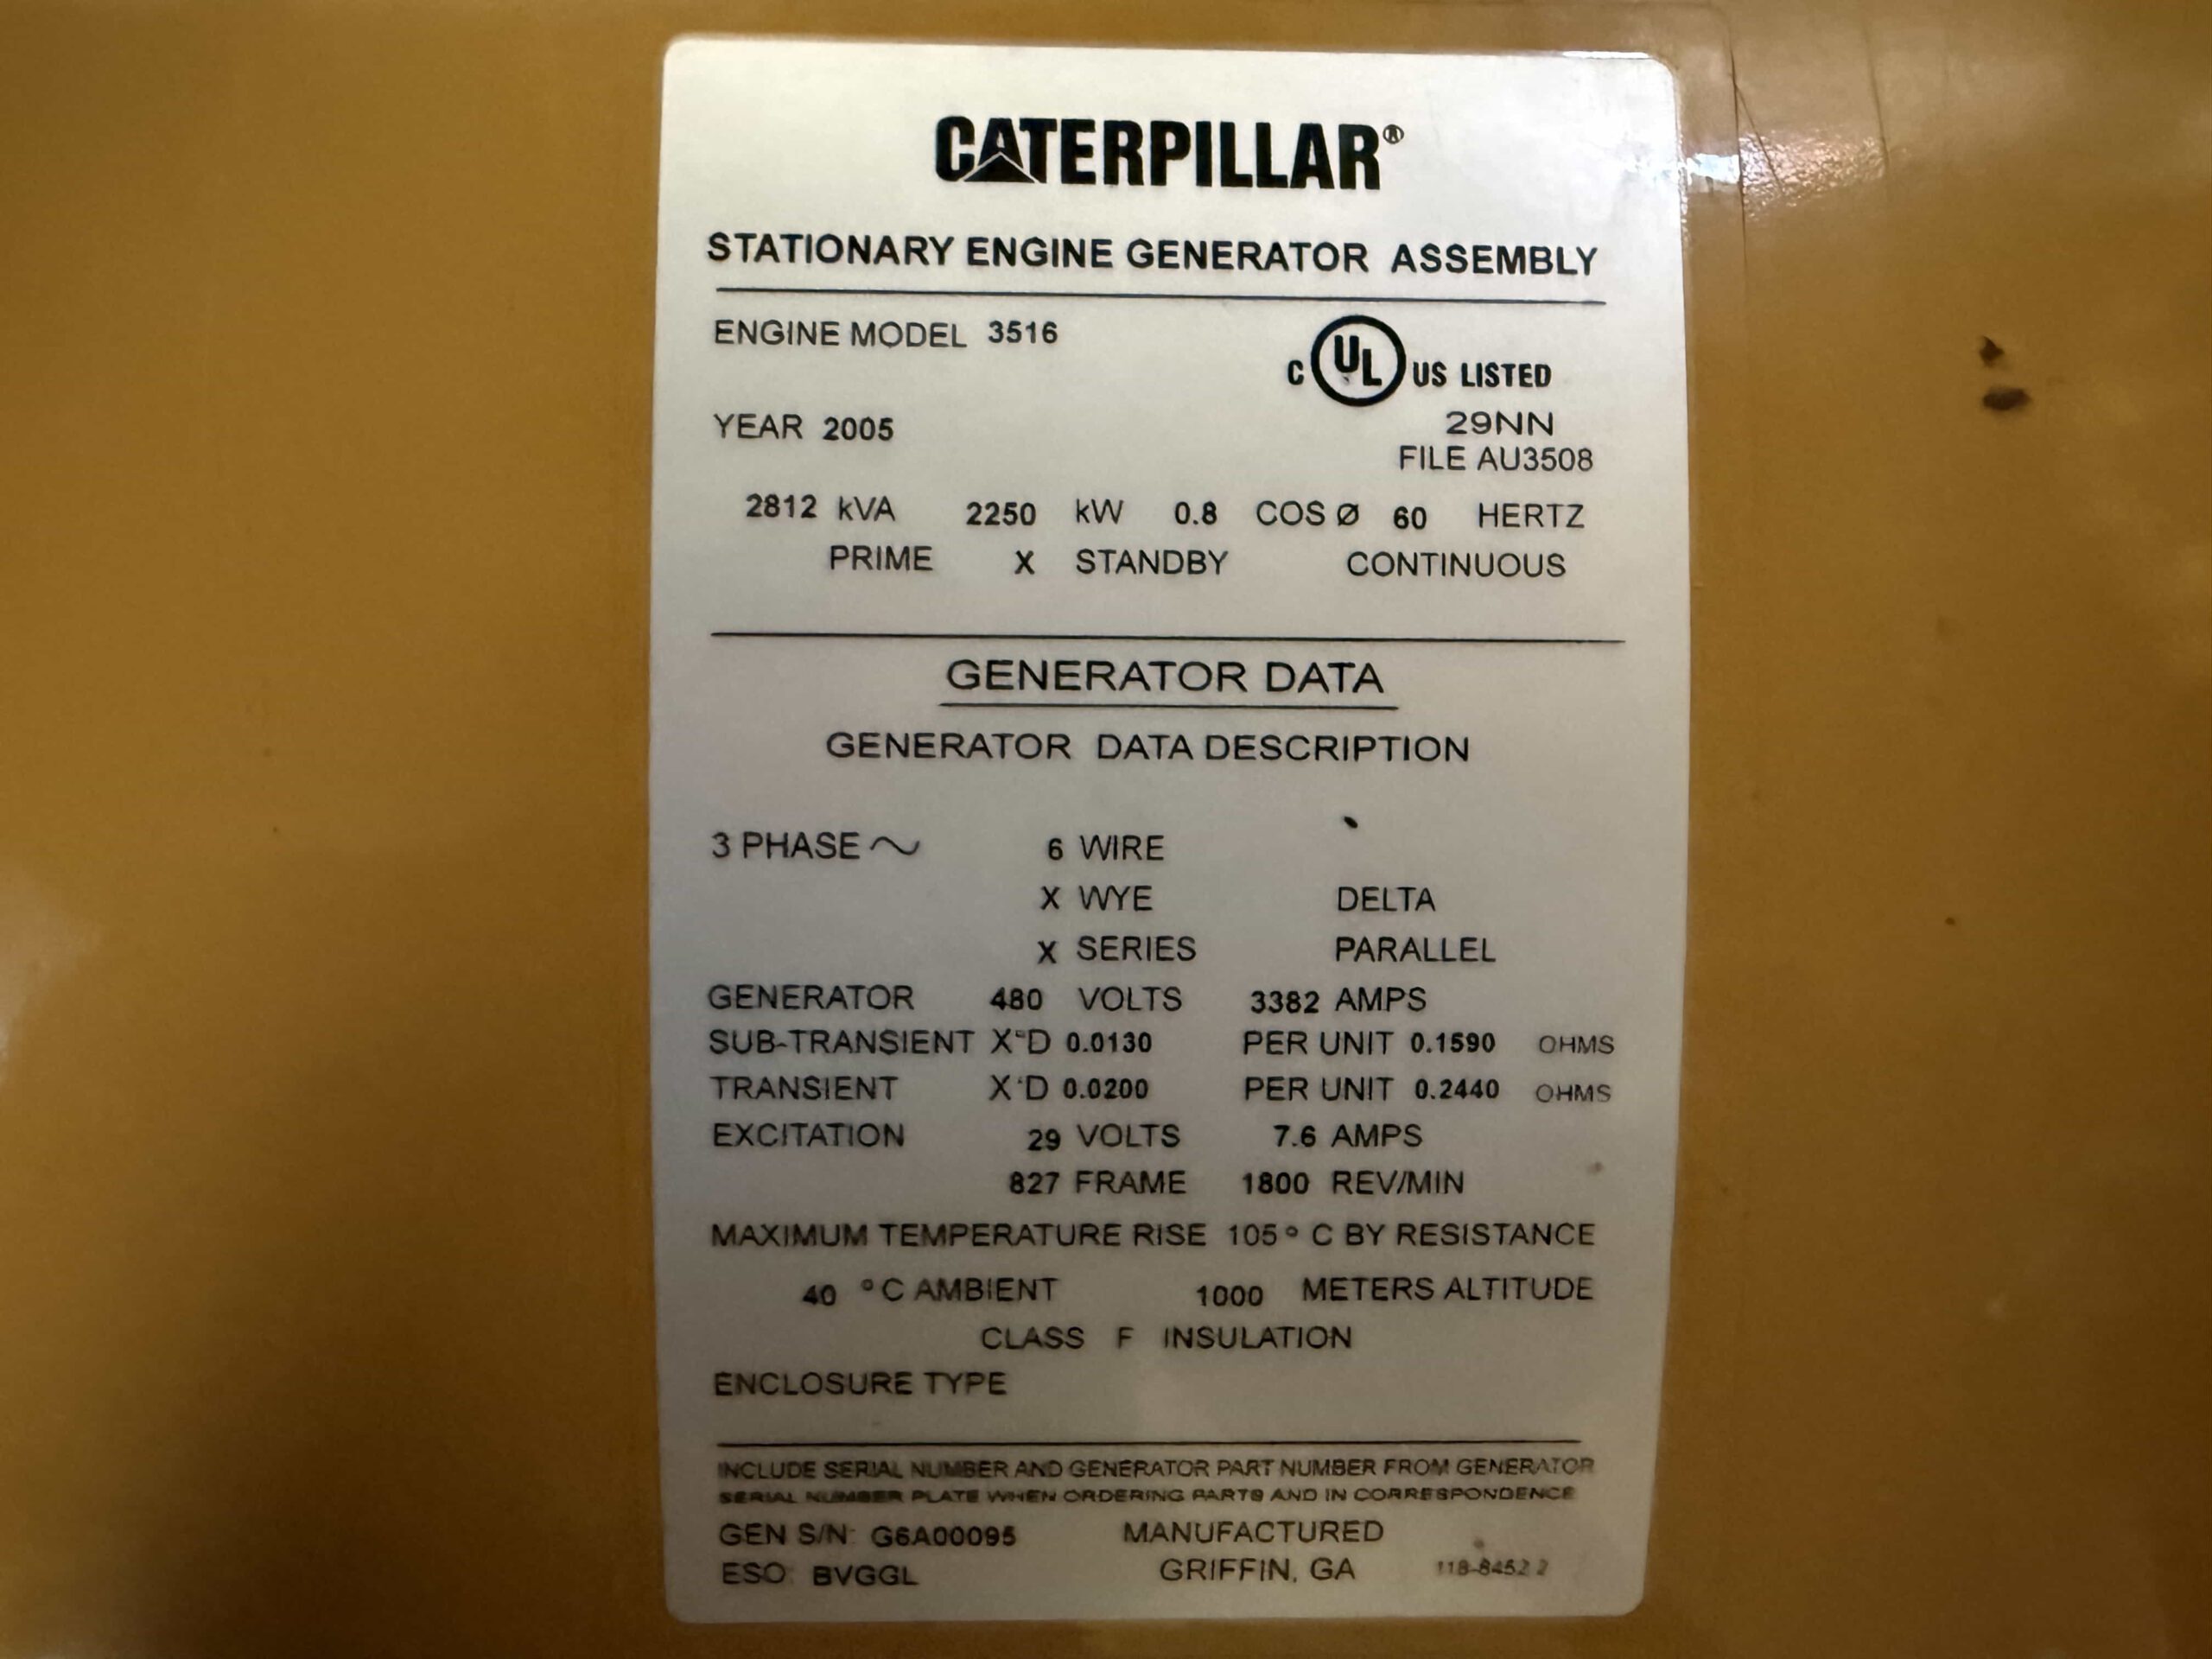 CATERPILLAR®
STATIONARY ENGINE GENERATOR ASSEMBLY
ENGINE MODEL 3516
C UL US LISTED
YEAR 2005
29NN
FILE AU3508
2812 kVA 2250 kW 0.8 COS Ø 60 HERTZ
PRIME X STANDBY CONTINUOUS
GENERATOR DATA
GENERATOR DATA DESCRIPTION
3 PHASE ~ 6 WIRE
X WYE DELTA
X SERIES PARALLEL
GENERATOR 480 VOLTS 3382 AMPS
SUB-TRANSIENT X"D 0.0130 PER UNIT 0.1590 OHMS
TRANSIENT X'D 0.0200 PER UNIT 0.2440 OHMS
EXCITATION 29 VOLTS 7.6 AMPS
827 FRAME 1800 REV/MIN
MAXIMUM TEMPERATURE RISE 105° C BY RESISTANCE
40 °C AMBIENT 1000 METERS ALTITUDE
CLASS F INSULATION
ENCLOSURE TYPE
INCLUDE SERIAL NUMBER AND GENERATOR PART NUMBER FROM GENERATOR
SERIAL NUMBER PLATE WHEN ORDERING PARTS AND IN CORRESPONDENCE
GEN S/N: G6A00095 MANUFACTURED
ESO: BVGGL GRIFFIN, GA 118-8452 2